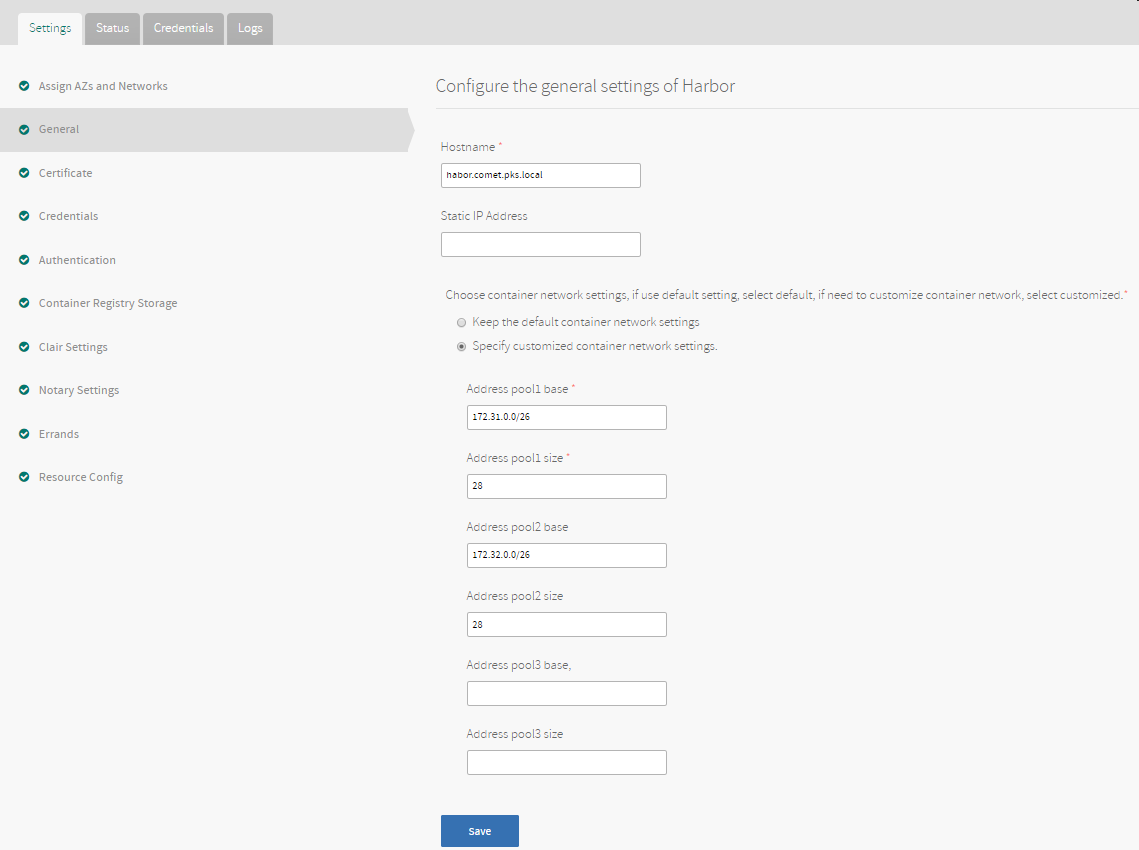 Settings
Status
Credentials
Logs
Assign AZs and Networks
General
Certificate
Credentials
Authentication
Container Registry Storage
Clair Settings
Notary Settings
Errands
Resource Config
Configure the general settings of Harbor
Hostname *
habor.comet.pks.local
Static IP Address
Choose container network settings, if use default setting, select default, if need to customize container network, select customized.*
Keep the default container network settings
Specify customized container network settings.
Address pool1 base *
172.31.0.0/26
Address pool1 size *
28
Address pool2 base
172.32.0.0/26
Address pool2 size
28
Address pool3 base,
Address pool3 size
Save